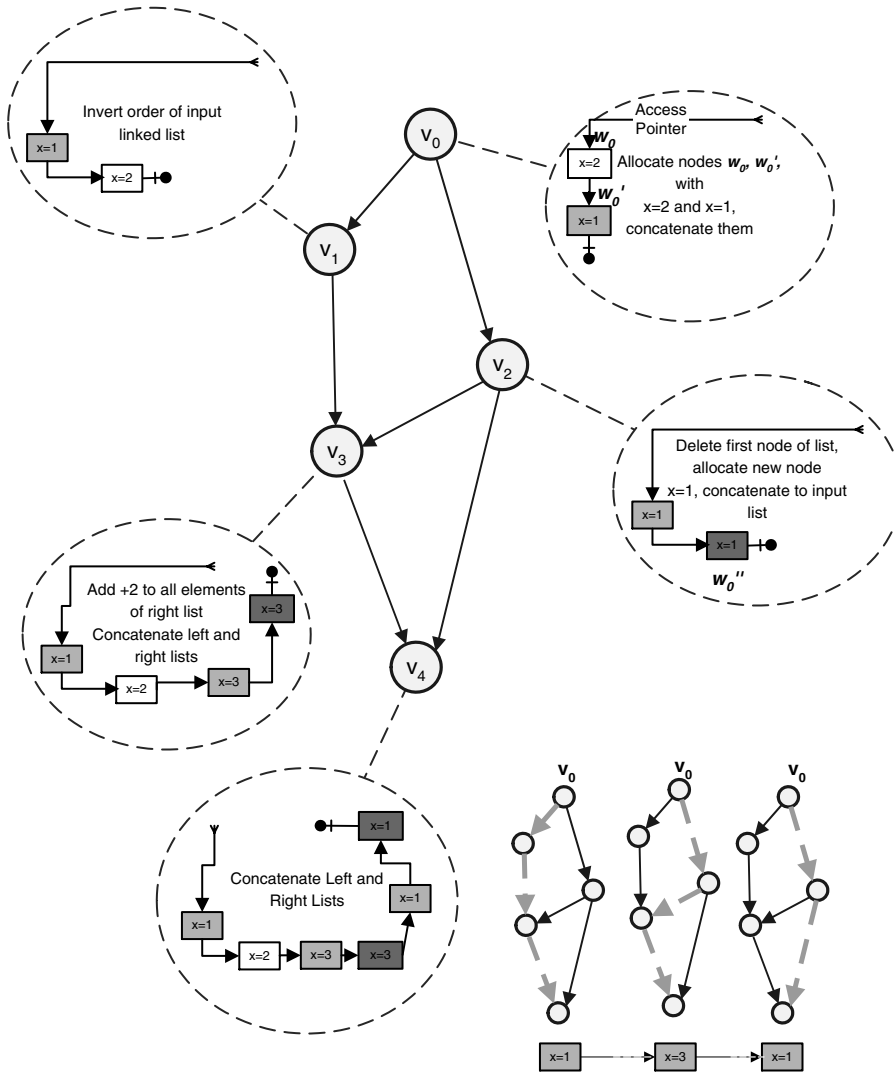 Invert order of input
linked list
x=1
x=2
v0
Access
Pointer
w0
x=2
Allocate nodes w0, w0',
with
w0'
x=1
x=2 and x=1,
concatenate them
v1
v2
Delete first node of list,
allocate new node
x=1, concatenate to input
list
x=1
x=1
w0''
v3
Add +2 to all elements
of right list
Concatenate left and
right lists
x=3
x=1
x=2
x=3
v4
x=1
Concatenate Left and
Right Lists
x=1
x=1
x=2
x=3
x=3
v0
v0
v0
x=1
x=3
x=1